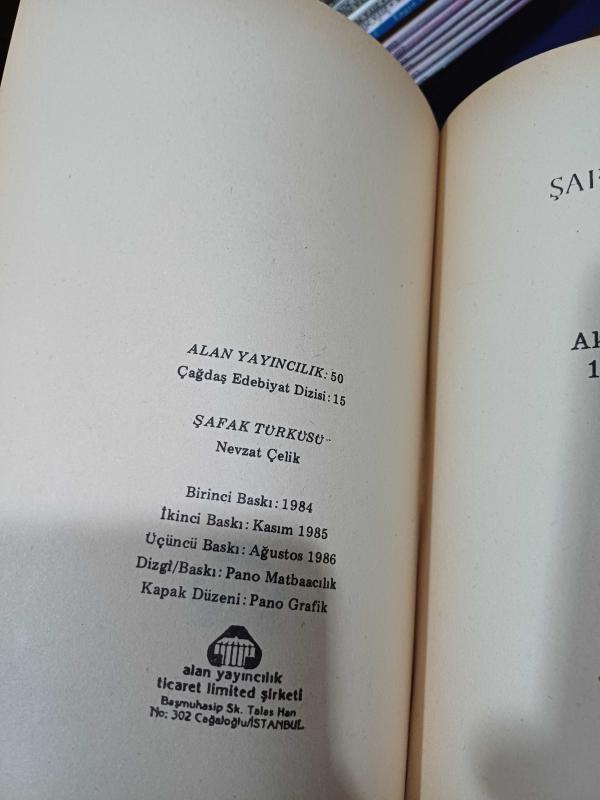 ALAN YAYINCILIK: 50
Çağdaş Edebiyat Dizisi: 15
ŞAFAK TÜRKÜSÜ
Nevzat Çelik
Birinci Baskı: 1984
İkinci Baskı: Kasım 1985
Üçüncü Baskı: Ağustos 1986
Dizgi/Baskı: Pano Matbaacılık
Kapak Düzeni: Pano Grafik
alan yayıncılık
ticaret limited şirketi
Başmuhasip Sk. Talas Han
No: 302 Cağaloğlu/İSTANBUL